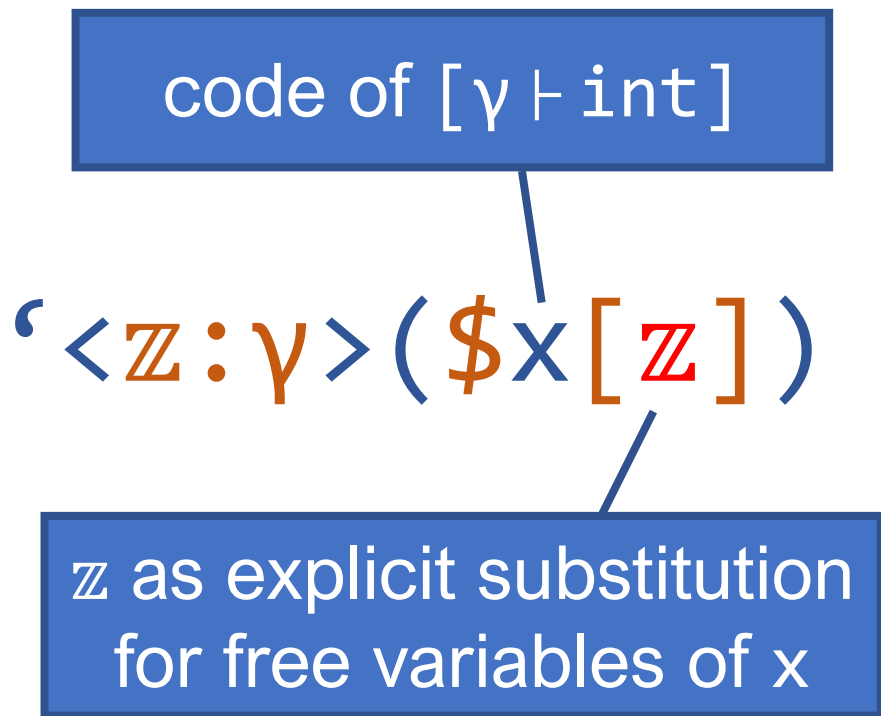 code of [γ ⊢ int]
‘<𝕫:γ>($x[𝕫])
𝕫 as explicit substitution
for free variables of x